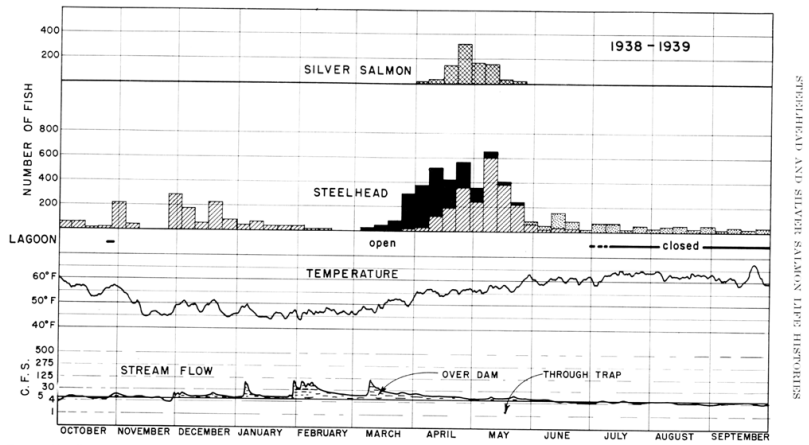 400
200
1938-1939
SILVER SALMON
NUMBER OF FISH
800
600
400
200
STEELHEAD
LAGOON
open
closed
60°F
50°F
40°F
TEMPERATURE
C.F.S.
500
275
125
30
5
4
1
STREAM FLOW
OVER DAM
THROUGH TRAP
OCTOBER NOVEMBER DECEMBER JANUARY FEBRUARY MARCH APRIL MAY JUNE JULY AUGUST SEPTEMBER
STEELHEAD AND SILVER SALMON LIFE HISTORIES